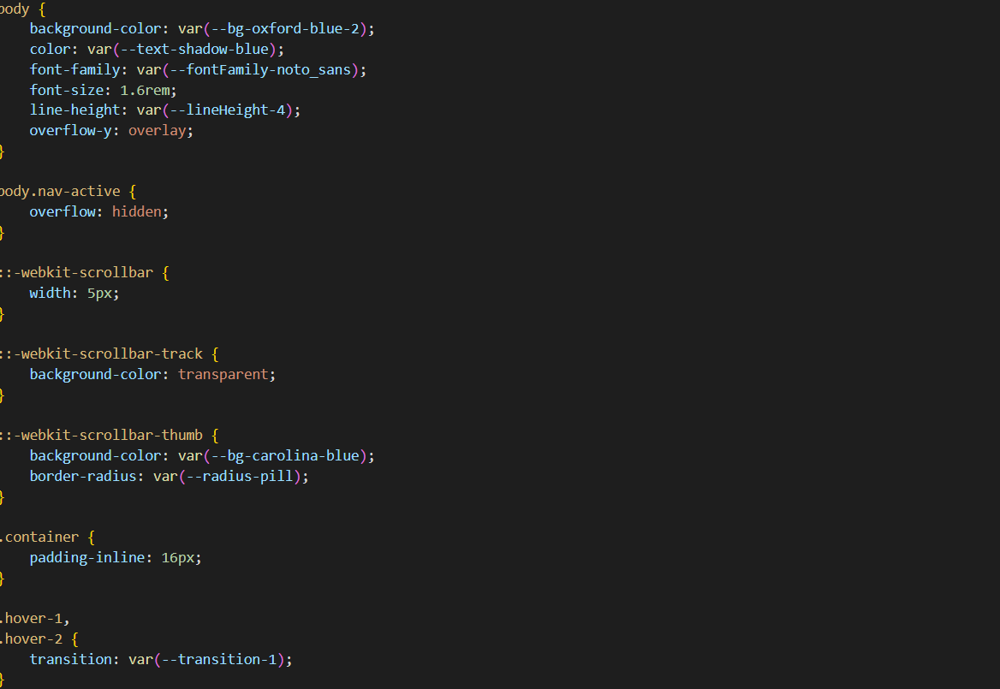 body {
    background-color: var(--bg-oxford-blue-2);
    color: var(--text-shadow-blue);
    font-family: var(--fontFamily-noto_sans);
    font-size: 1.6rem;
    line-height: var(--lineHeight-4);
    overflow-y: overlay;
}

body.nav-active {
    overflow: hidden;
}

::-webkit-scrollbar {
    width: 5px;
}

::-webkit-scrollbar-track {
    background-color: transparent;
}

::-webkit-scrollbar-thumb {
    background-color: var(--bg-carolina-blue);
    border-radius: var(--radius-pill);
}

.container {
    padding-inline: 16px;
}

.hover-1,
.hover-2 {
    transition: var(--transition-1);
}